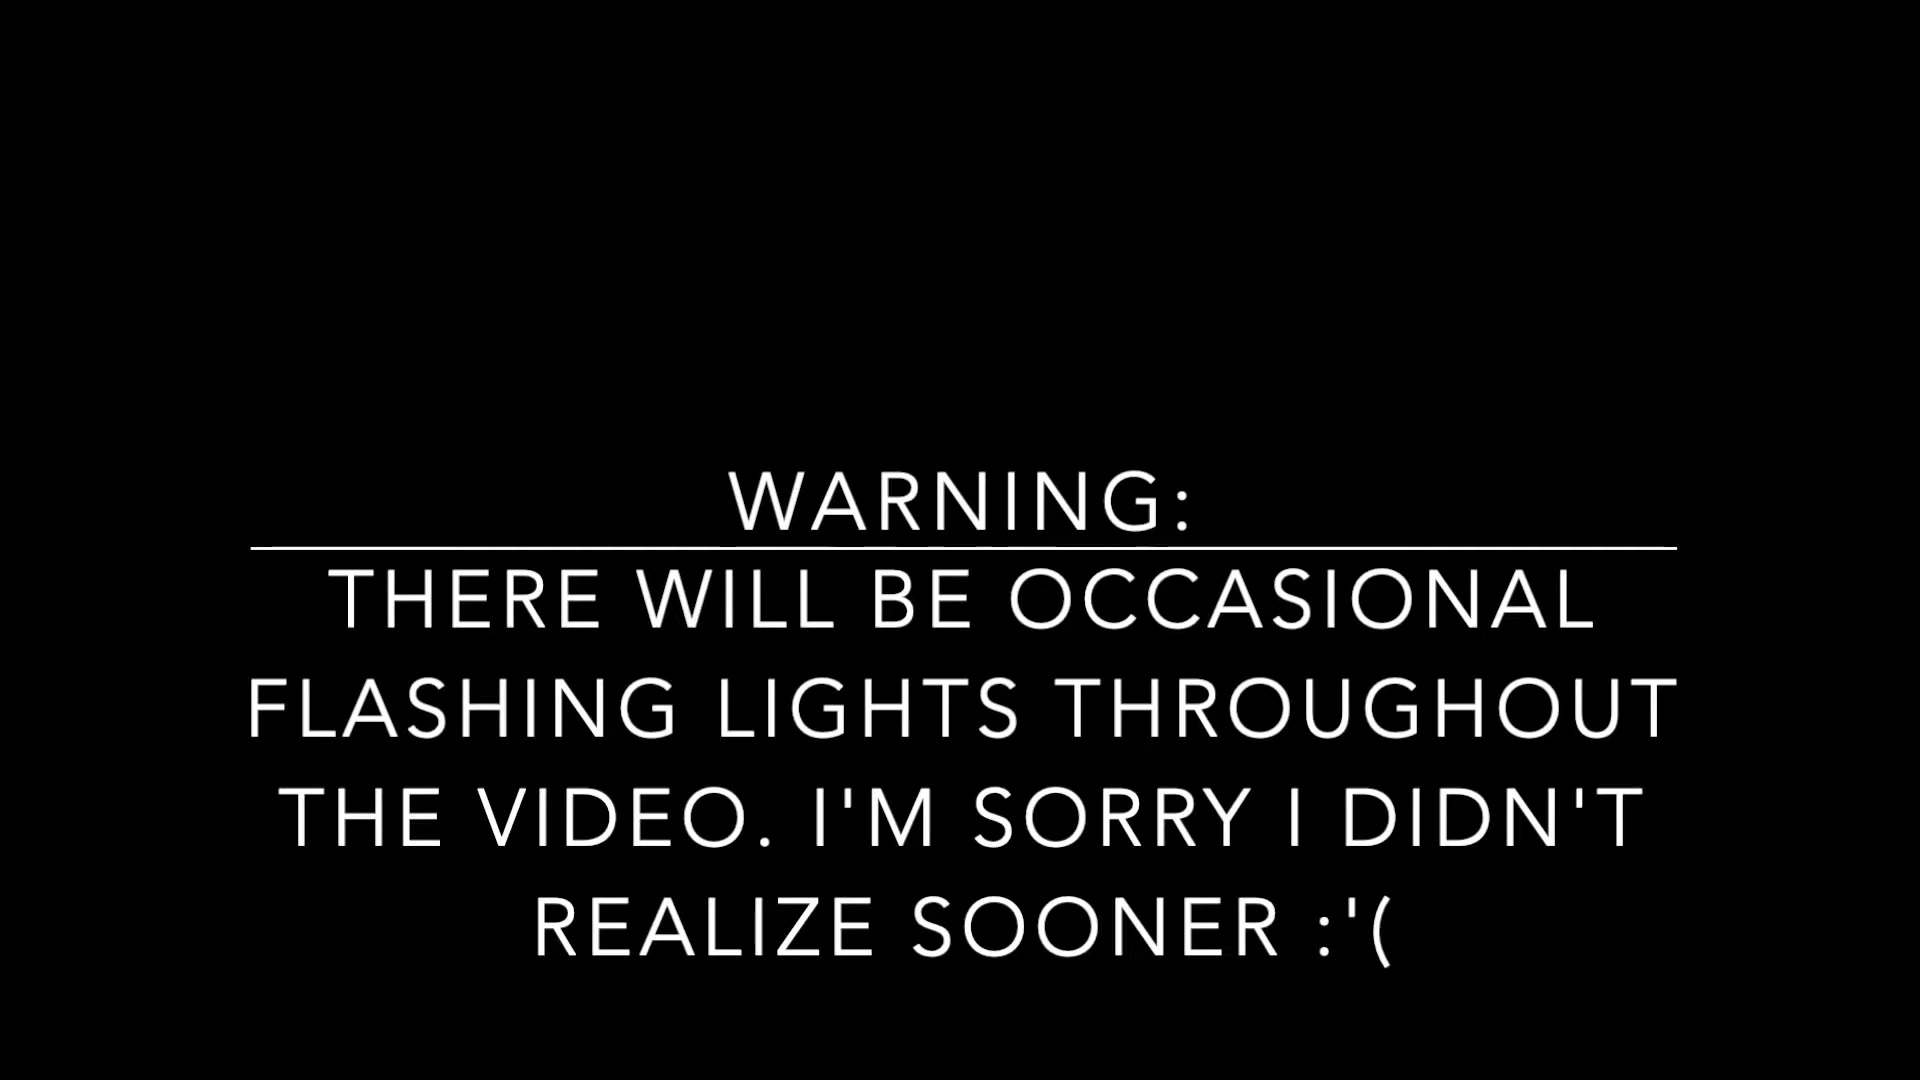 WARNING:
THERE WILL BE OCCASIONAL
FLASHING LIGHTS THROUGHOUT
THE VIDEO. I'M SORRY I DIDN'T
REALIZE SOONER :'(